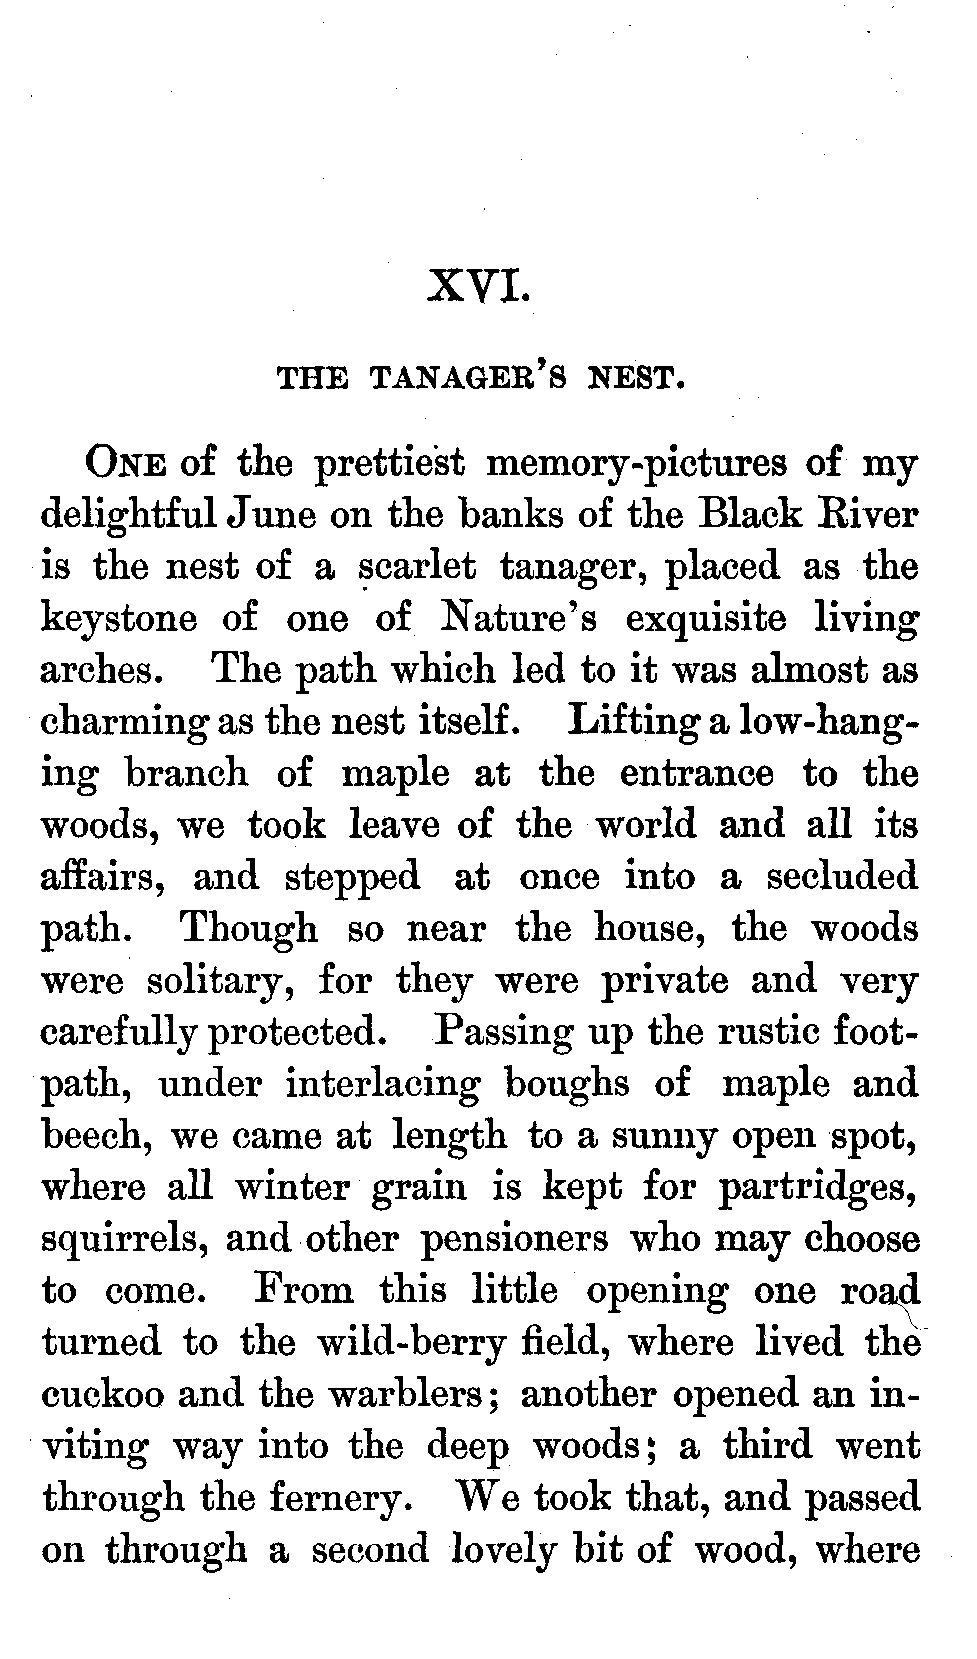 XVI.
THE TANAGER'S NEST.
ONE of the prettiest memory-pictures of my
delightful June on the banks of the Black River
is the nest of a scarlet tanager, placed as the
keystone of one of Nature's exquisite living
arches. The path which led to it was almost as
charming as the nest itself. Lifting a low-hang-
ing branch of maple at the entrance to the
woods, we took leave of the world and all its
affairs, and stepped at once into a secluded
path. Though so near the house, the woods
were solitary, for they were private and very
carefully protected. Passing up the rustic foot-
path, under interlacing boughs of maple and
beech, we came at length to a sunny open spot,
where all winter grain is kept for partridges,
squirrels, and other pensioners who may choose
to come. From this little opening one road
turned to the wild-berry field, where lived the
cuckoo and the warblers; another opened an in-
viting way into the deep woods; a third went
through the fernery. We took that, and passed
on through a second lovely bit of wood, where